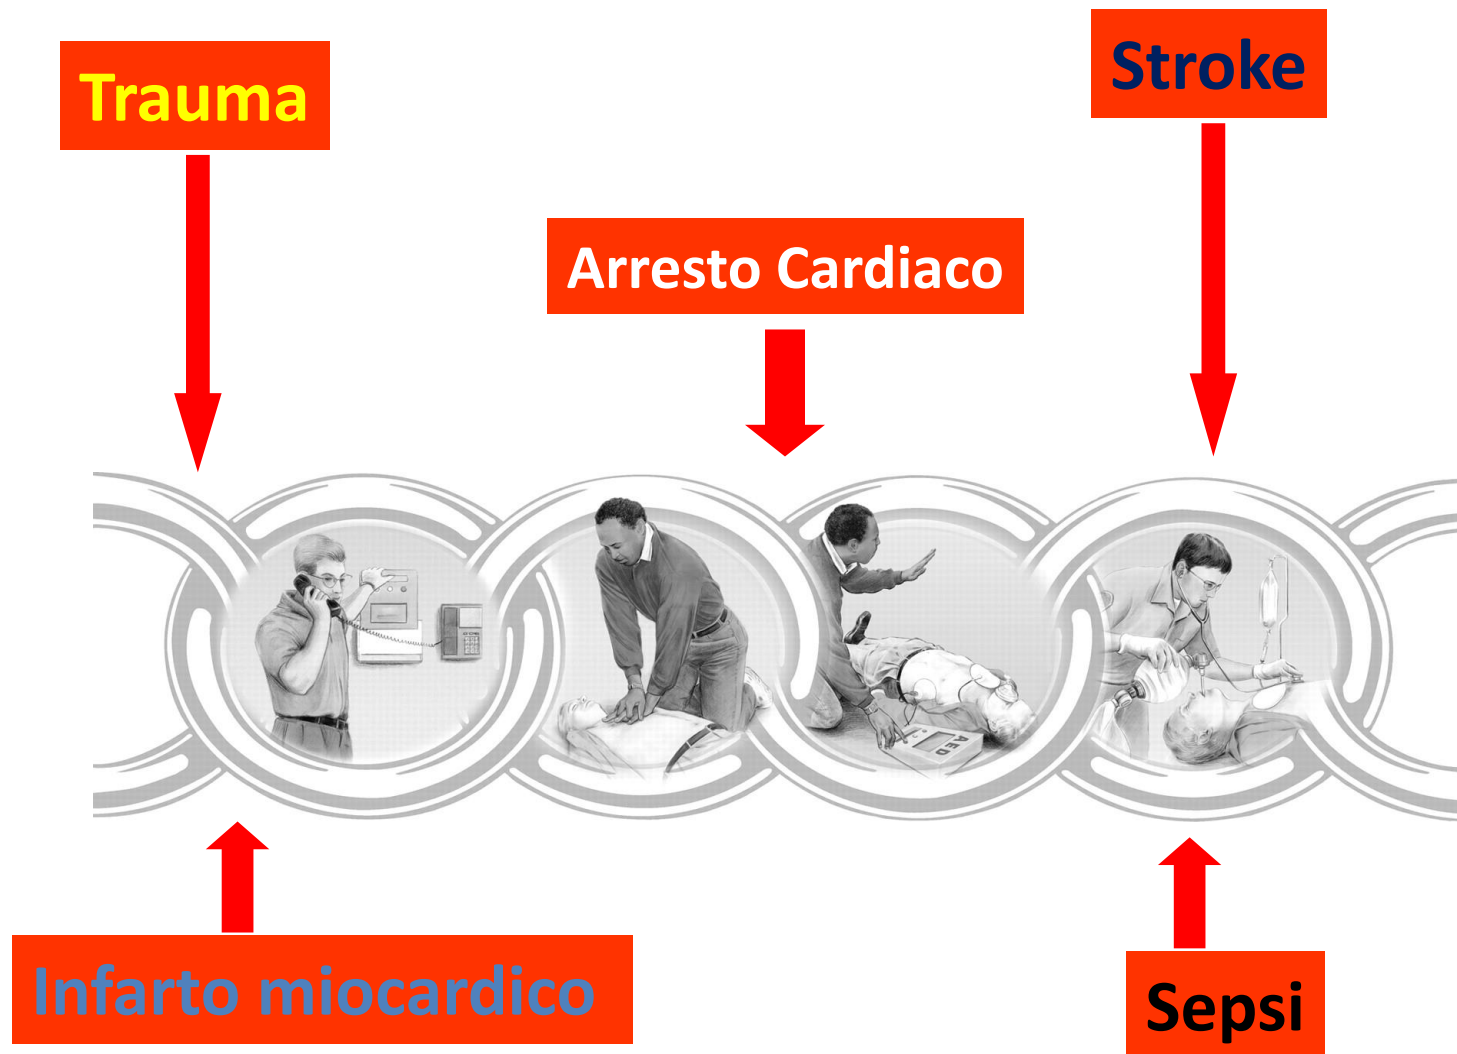 Stroke
Trauma
Arresto Cardiaco
AED
Infarto miocardico
Sepsi